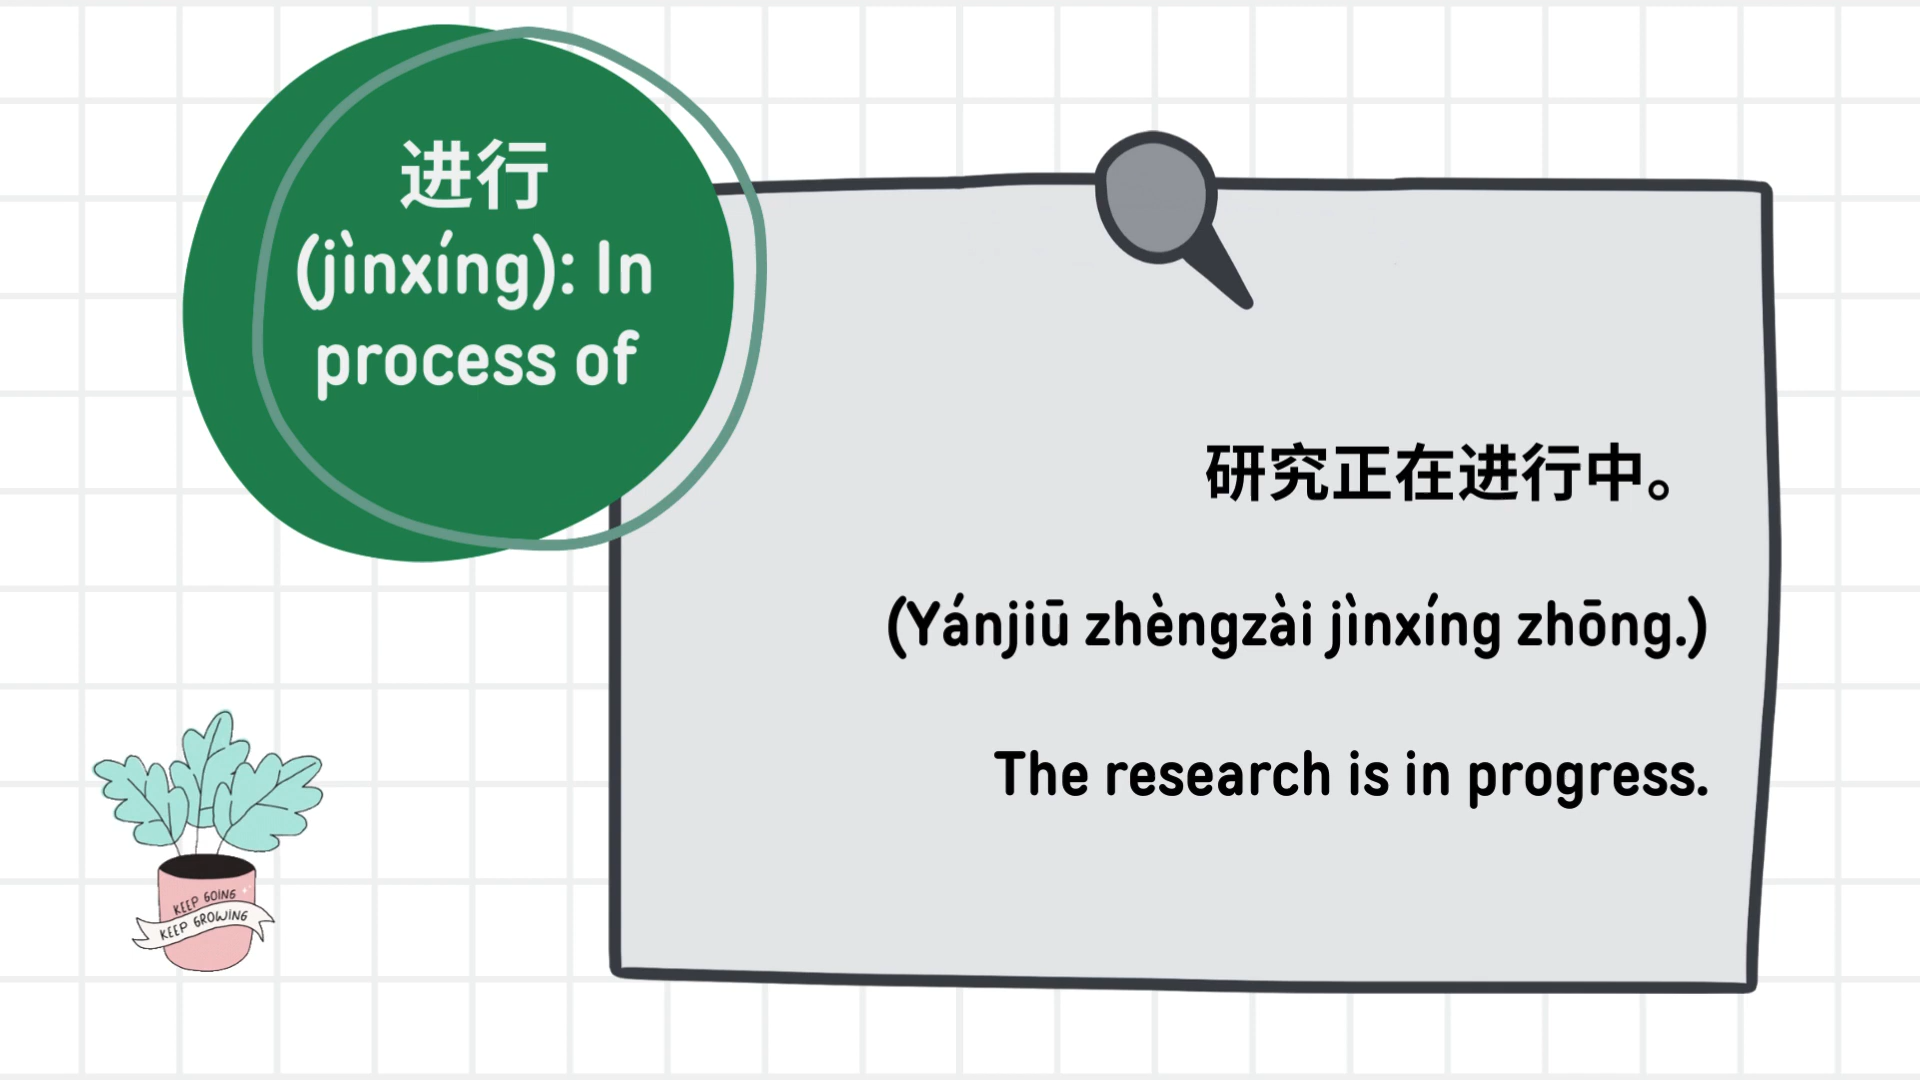 进行
(jìnxíng): In
process of
研究正在进行中。
(Yánjiū zhèngzài jìnxíng zhōng.)
The research is in progress.
KEEP GOING
KEEP GROWING